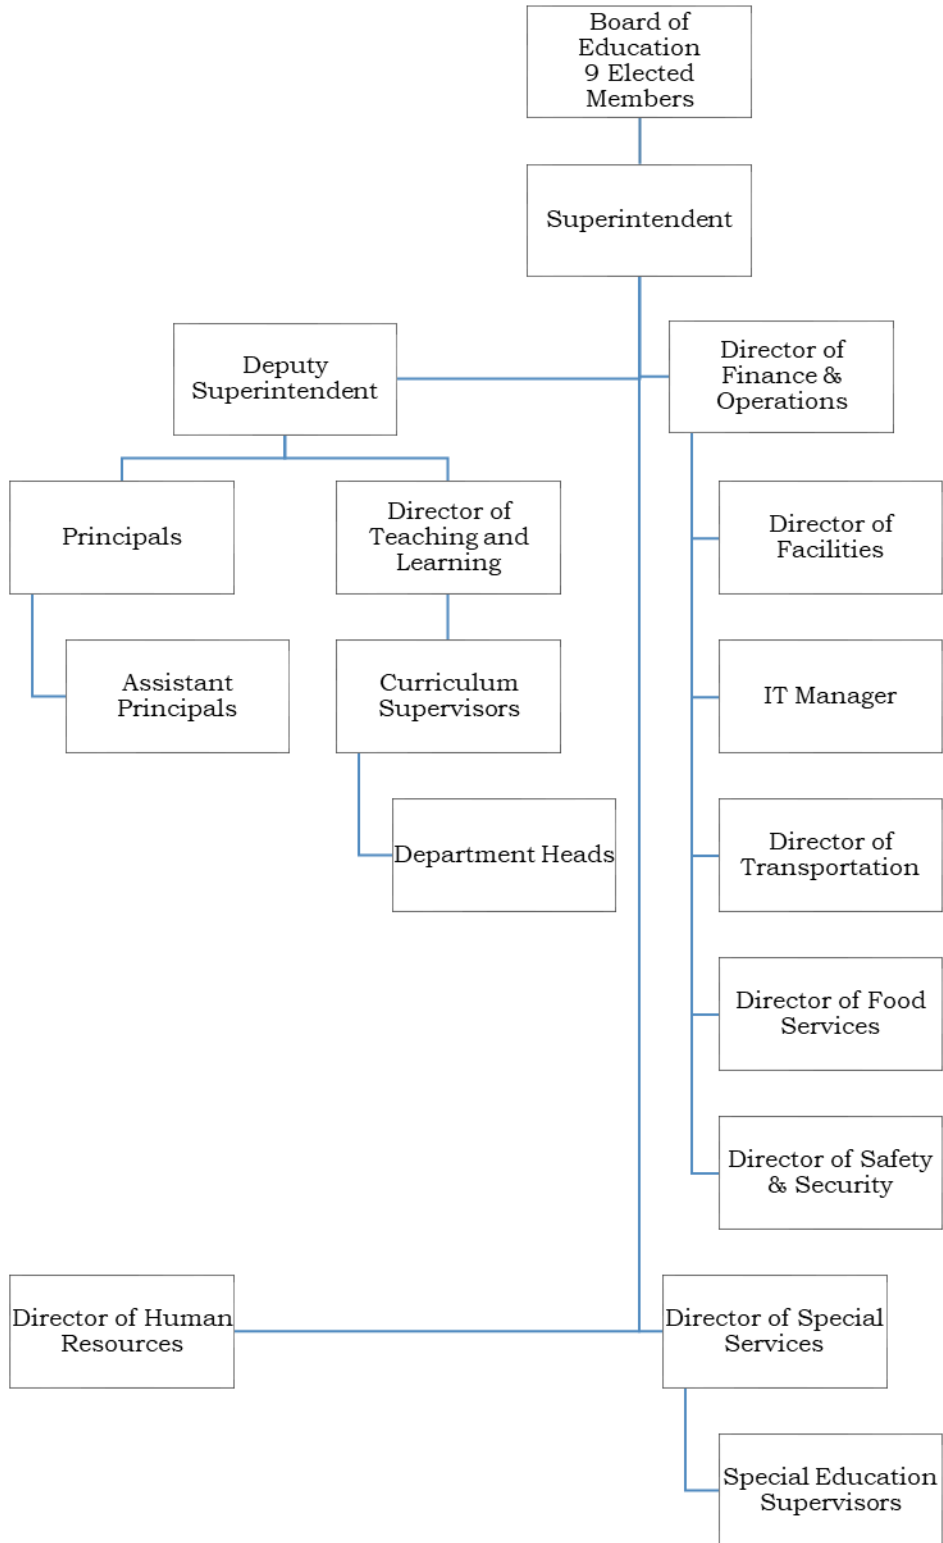 Board of
Education
9 Elected
Members
Superintendent
Deputy
Superintendent
Director of
Finance &
Operations
Principals
Director of
Teaching and
Learning
Director of
Facilities
Assistant
Principals
Curriculum
Supervisors
IT Manager
Department Heads
Director of
Transportation
Director of Food
Services
Director of Safety
& Security
Director of Human
Resources
Director of Special
Services
Special Education
Supervisors